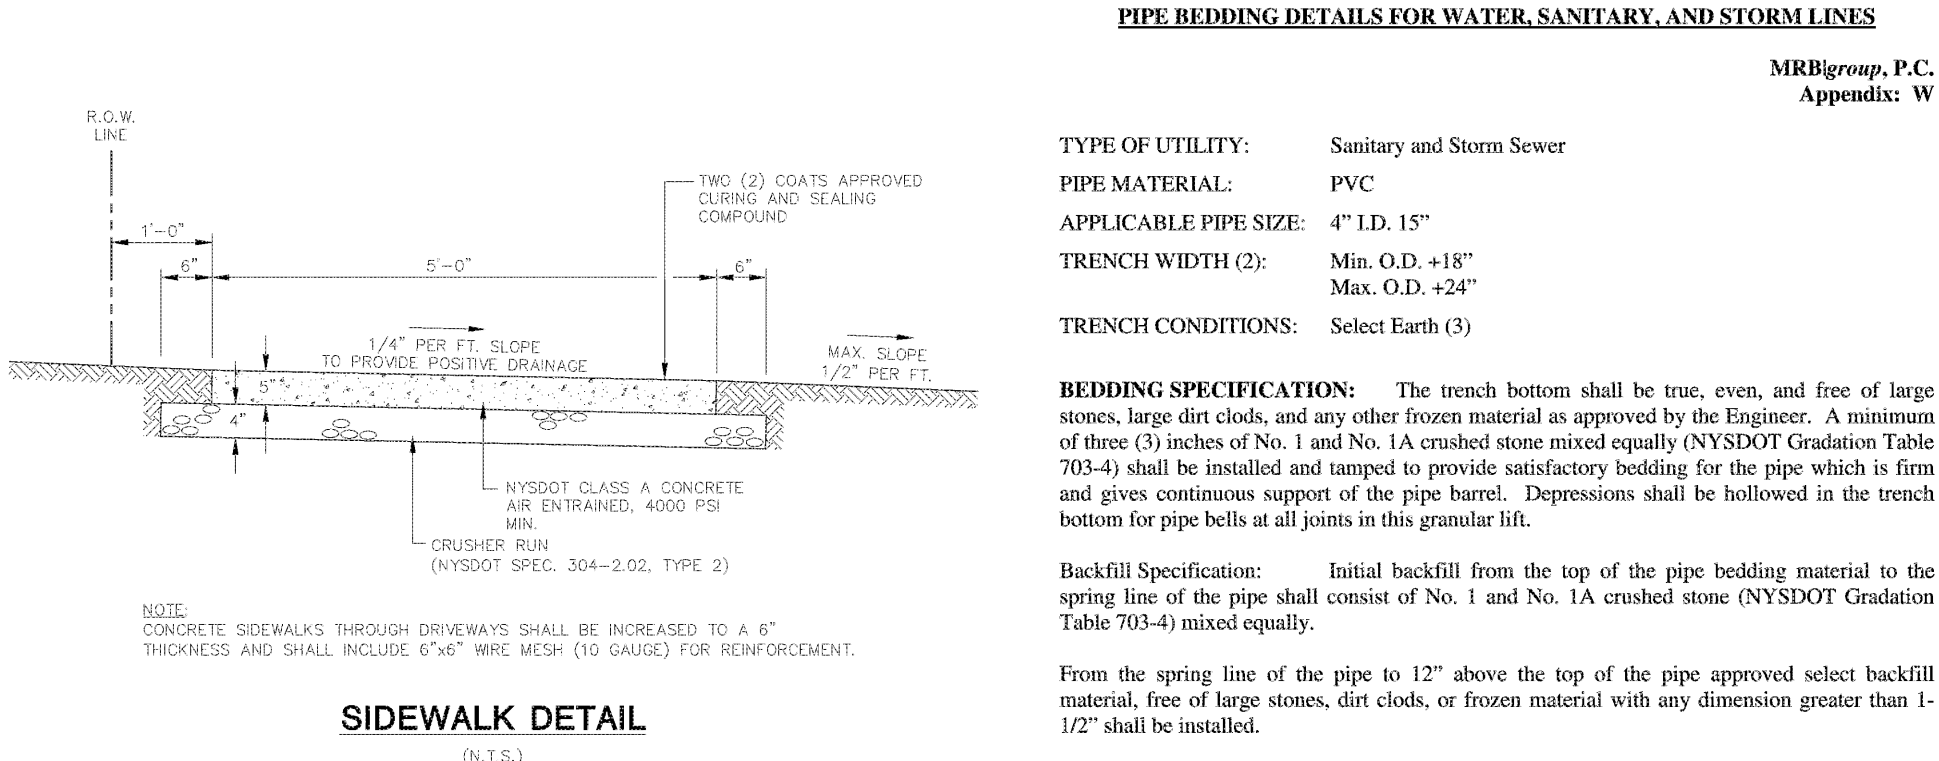 R.O.W.
LINE
1'-0"
6"
5'-0"
6"
TWO (2) COATS APPROVED
CURING AND SEALING
COMPOUND
1/4" PER FT. SLOPE
TO PROVIDE POSITIVE DRAINAGE
MAX. SLOPE
1/2" PER FT.
5"
4"
NYSDOT CLASS A CONCRETE
AIR ENTRAINED, 4000 PSI
MIN.
CRUSHER RUN
(NYSDOT SPEC. 304-2.02, TYPE 2)
NOTE:
CONCRETE SIDEWALKS THROUGH DRIVEWAYS SHALL BE INCREASED TO A 6"
THICKNESS AND SHALL INCLUDE 6"x6" WIRE MESH (10 GAUGE) FOR REINFORCEMENT.
SIDEWALK DETAIL
(N.T.S.)
PIPE BEDDING DETAILS FOR WATER, SANITARY, AND STORM LINES
MRB|group, P.C.
Appendix: W
TYPE OF UTILITY: Sanitary and Storm Sewer
PIPE MATERIAL: PVC
APPLICABLE PIPE SIZE: 4” I.D. 15”
TRENCH WIDTH (2): Min. O.D. +18”
Max. O.D. +24”
TRENCH CONDITIONS: Select Earth (3)
BEDDING SPECIFICATION: The trench bottom shall be true, even, and free of large
stones, large dirt clods, and any other frozen material as approved by the Engineer. A minimum
of three (3) inches of No. 1 and No. 1A crushed stone mixed equally (NYSDOT Gradation Table
703-4) shall be installed and tamped to provide satisfactory bedding for the pipe which is firm
and gives continuous support of the pipe barrel. Depressions shall be hollowed in the trench
bottom for pipe bells at all joints in this granular lift.
Backfill Specification: Initial backfill from the top of the pipe bedding material to the
spring line of the pipe shall consist of No. 1 and No. 1A crushed stone (NYSDOT Gradation
Table 703-4) mixed equally.
From the spring line of the pipe to 12” above the top of the pipe approved select backfill
material, free of large stones, dirt clods, or frozen material with any dimension greater than 1-
1/2” shall be installed.